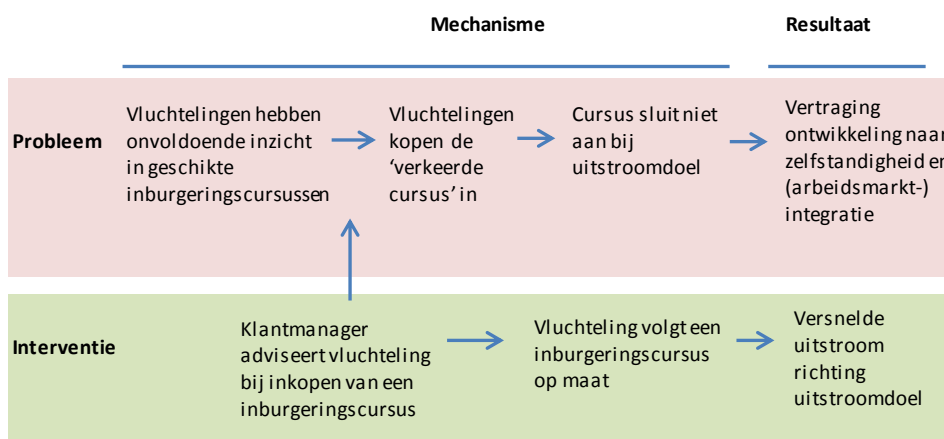 Mechanisme
Resultaat
Probleem
Vluchtelingen hebben
onvoldoende inzicht
in geschikte
inburgeringscursussen
Vluchtelingen
kopen de
‘verkeerde
cursus’ in
Cursus sluit niet
aan bij
uitstroomdoel
Vertraging
ontwikkeling naar
zelfstandigheid en
(arbeidsmarkt-)
integratie
Interventie
Klantmanager
adviseert vluchteling
bij inkopen van een
inburgeringscursus
Vluchteling volgt een
inburgeringscursus
op maat
Versnelde
uitstroom
richting
uitstroomdoel